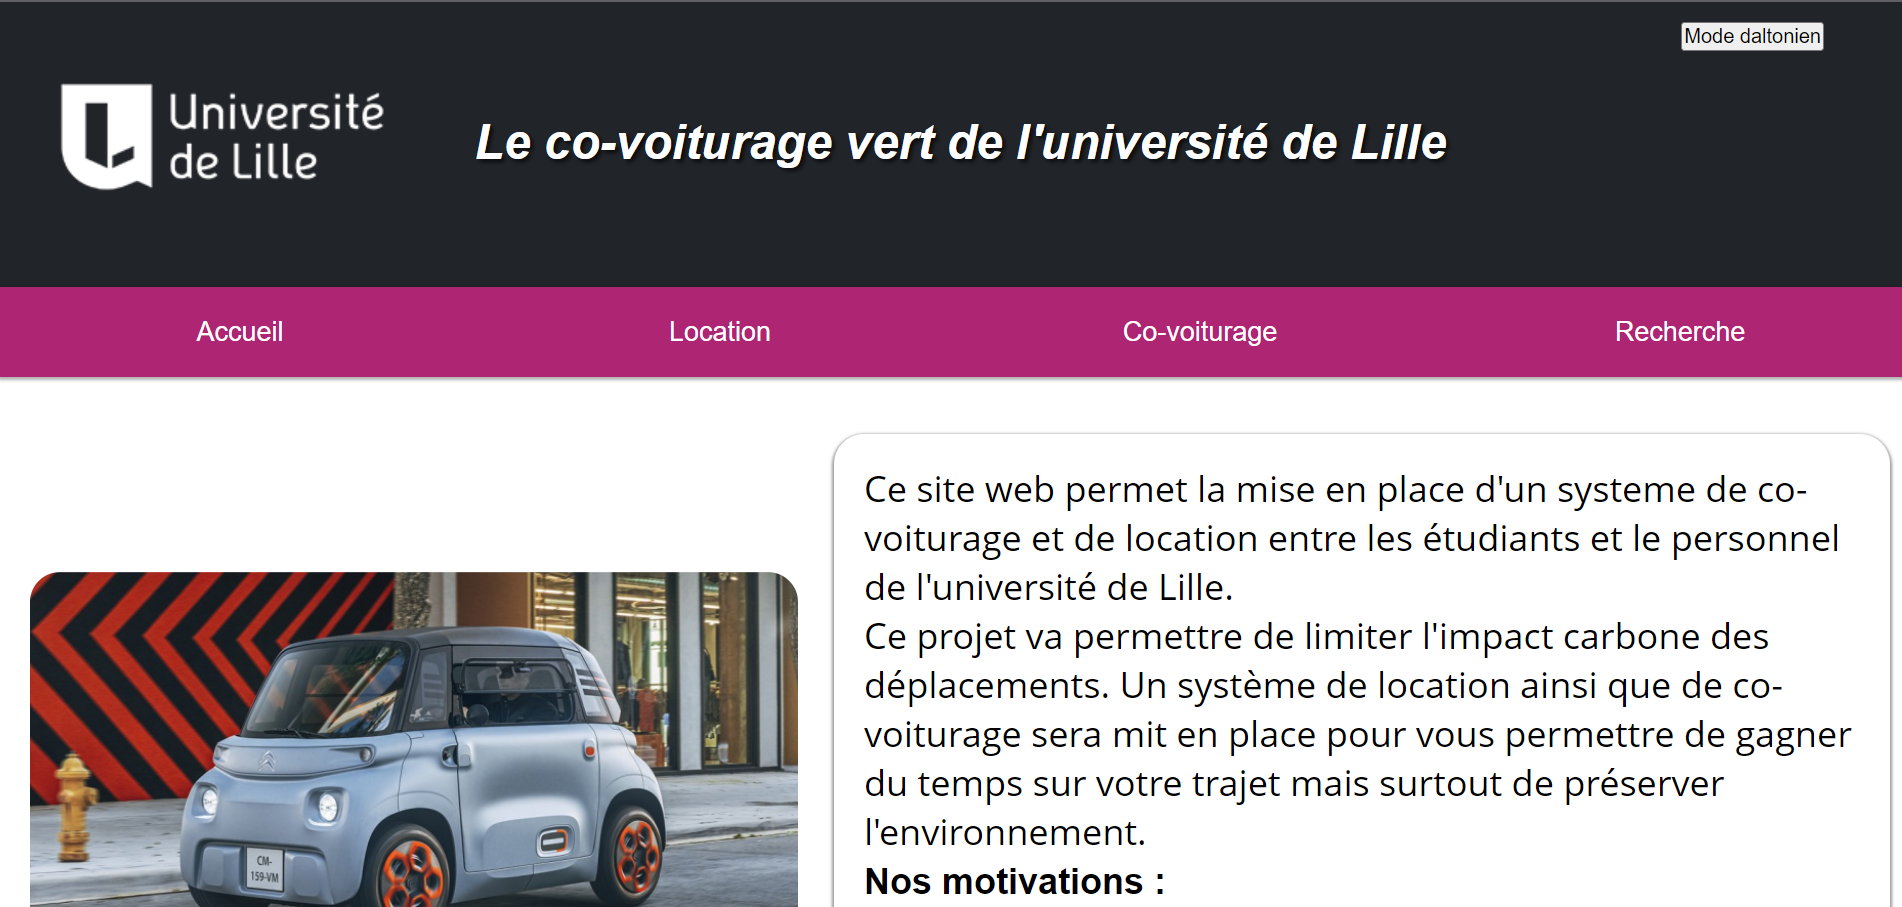 Mode daltonien
Université
de Lille
Le co-voiturage vert de l'université de Lille
Accueil
Location
Co-voiturage
Recherche
Ce site web permet la mise en place d'un systeme de co-
voiturage et de location entre les étudiants et le personnel
de l'université de Lille.
Ce projet va permettre de limiter l'impact carbone des
déplacements. Un système de location ainsi que de co-
voiturage sera mit en place pour vous permettre de gagner
du temps sur votre trajet mais surtout de préserver
l'environnement.
Nos motivations :
CM-
159-VM